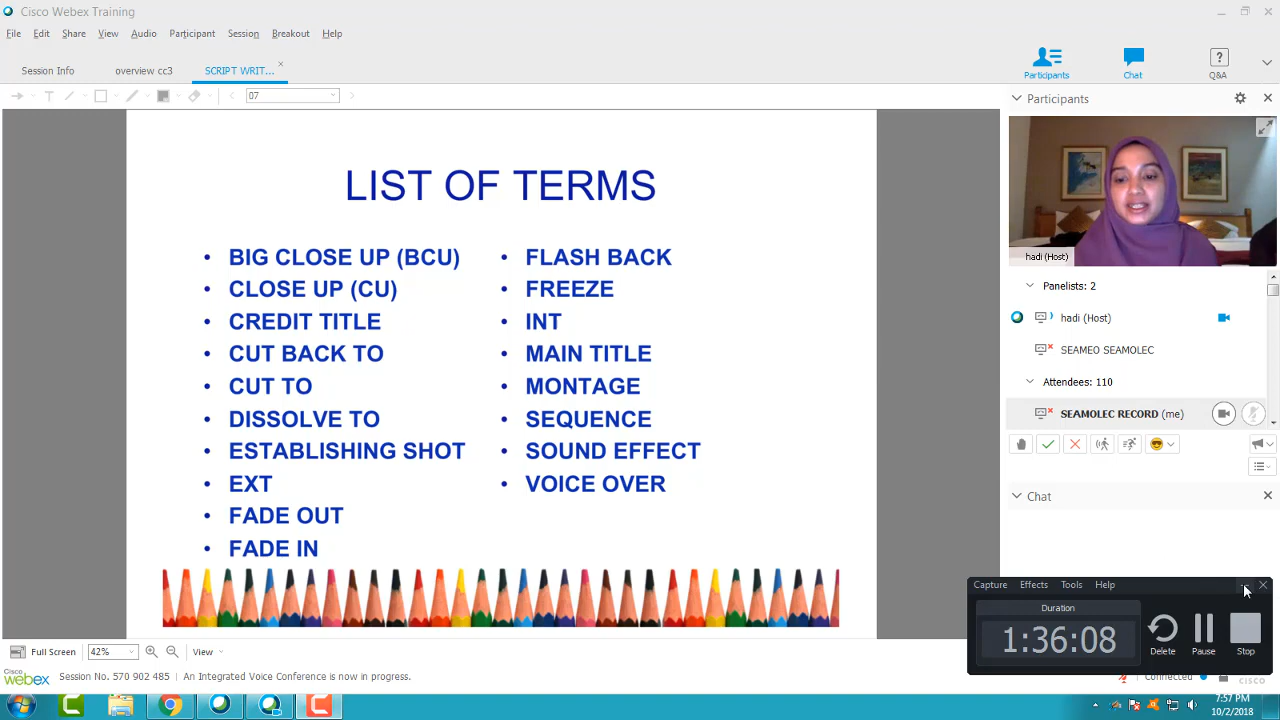 Cisco Webex Training
File Edit Share View Audio Participant Session Breakout Help
Session Info
overview cc3
SCRIPT WRIT...
Participants
Chat
Q&A
07
Participants
LIST OF TERMS
• BIG CLOSE UP (BCU)
• CLOSE UP (CU)
• CREDIT TITLE
• CUT BACK TO
• CUT TO
• DISSOLVE TO
• ESTABLISHING SHOT
• EXT
• FADE OUT
• FADE IN
• FLASH BACK
• FREEZE
• INT
• MAIN TITLE
• MONTAGE
• SEQUENCE
• SOUND EFFECT
• VOICE OVER
hadi (Host)
Panelists: 2
hadi (Host)
SEAMEO SEAMOLEC
Attendees: 110
SEAMOLEC RECORD (me)
Chat
Capture Effects Tools Help
Duration
1:36:08
Delete
Pause
Stop
Full Screen
42%
View
Cisco
webex
Session No. 570 902 485 | An Integrated Voice Conference is now in progress.
Connected
CISCO
7:57 PM
10/2/2018